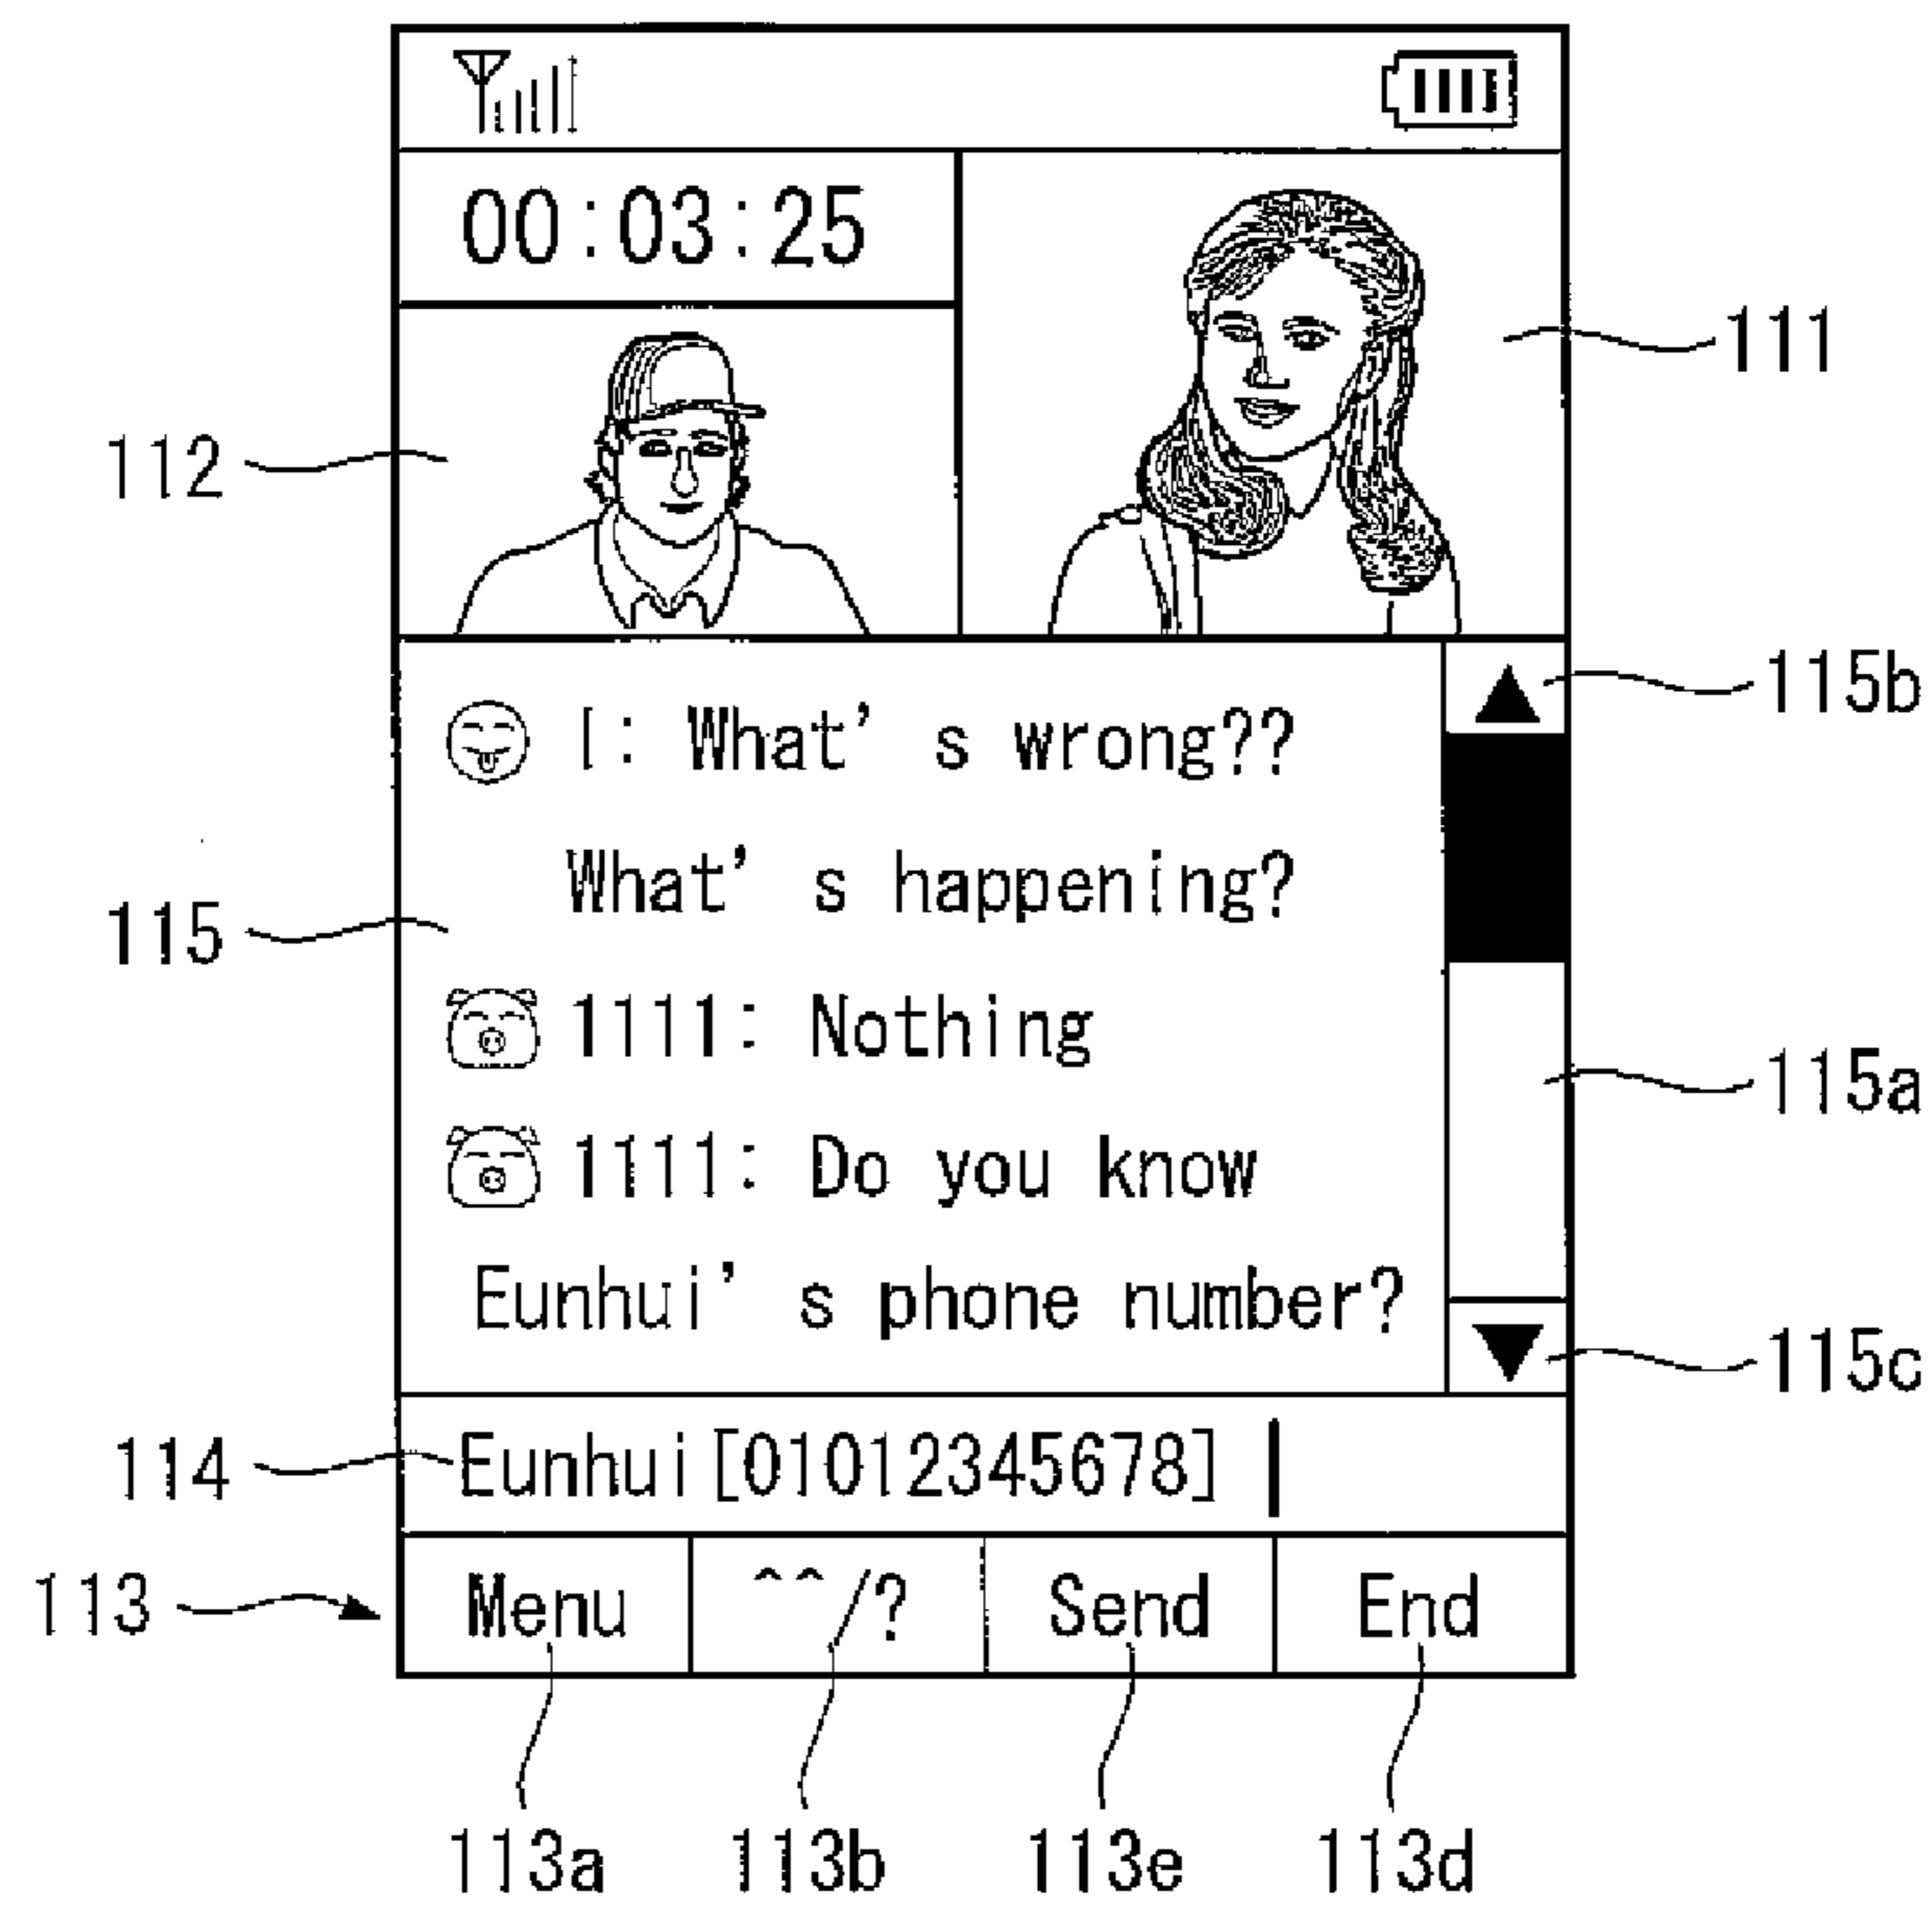 00:03:25
111
112
I: What's wrong??
115b
What's happening?
115
1111: Nothing
115a
1111: Do you know
Eunhui's phone number?
115c
114
Eunhui[01012345678]
113
Menu
^^/?
Send
End
113a
113b
113e
113d